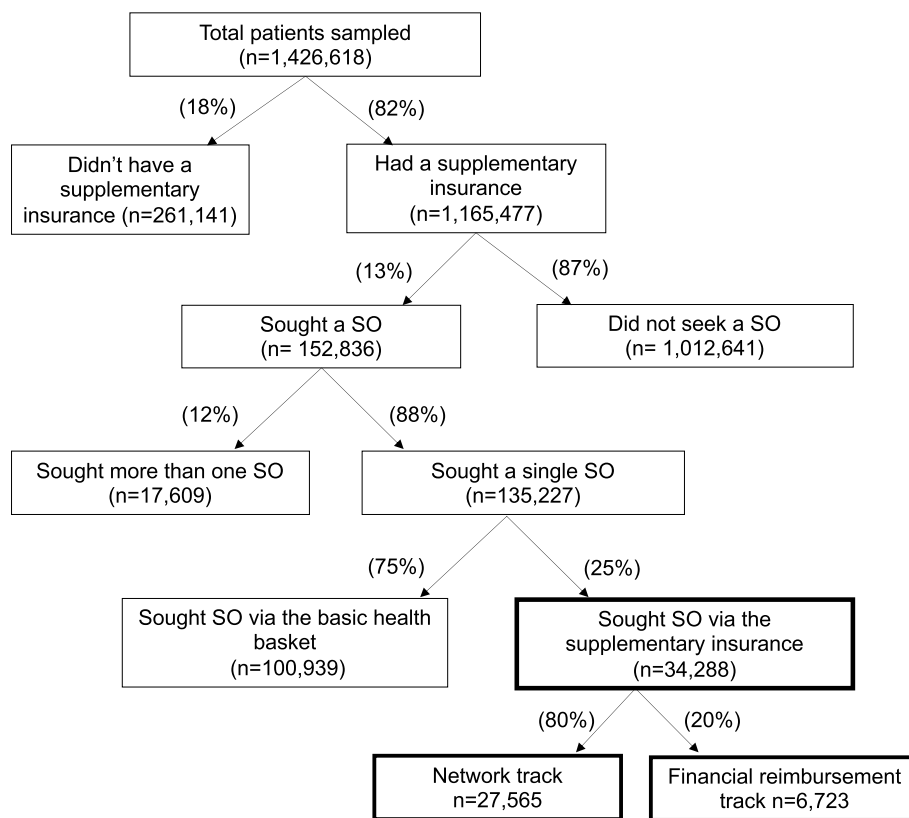 Total patients sampled
(n=1,426,618)
(18%)
(82%)
Didn't have a
supplementary
insurance (n=261,141)
Had a supplementary
insurance
(n=1,165,477)
(13%)
(87%)
Sought a SO
(n= 152,836)
Did not seek a SO
(n= 1,012,641)
(12%)
(88%)
Sought more than one SO
(n=17,609)
Sought a single SO
(n=135,227)
(75%)
(25%)
Sought SO via the basic health
basket
(n=100,939)
Sought SO via the
supplementary insurance
(n=34,288)
(80%)
(20%)
Network track
n=27,565
Financial reimbursement
track n=6,723